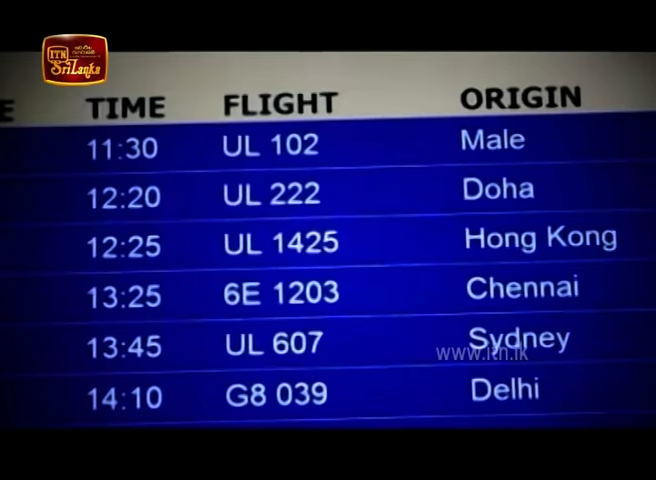 ITN
SriLanka
E TIME FLIGHT ORIGIN
11:30 UL 102 Male
12:20 UL 222 Doha
12:25 UL 1425 Hong Kong
13:25 6E 1203 Chennai
13:45 UL 607 Sydney
www.itn.lk
14:10 G8 039 Delhi